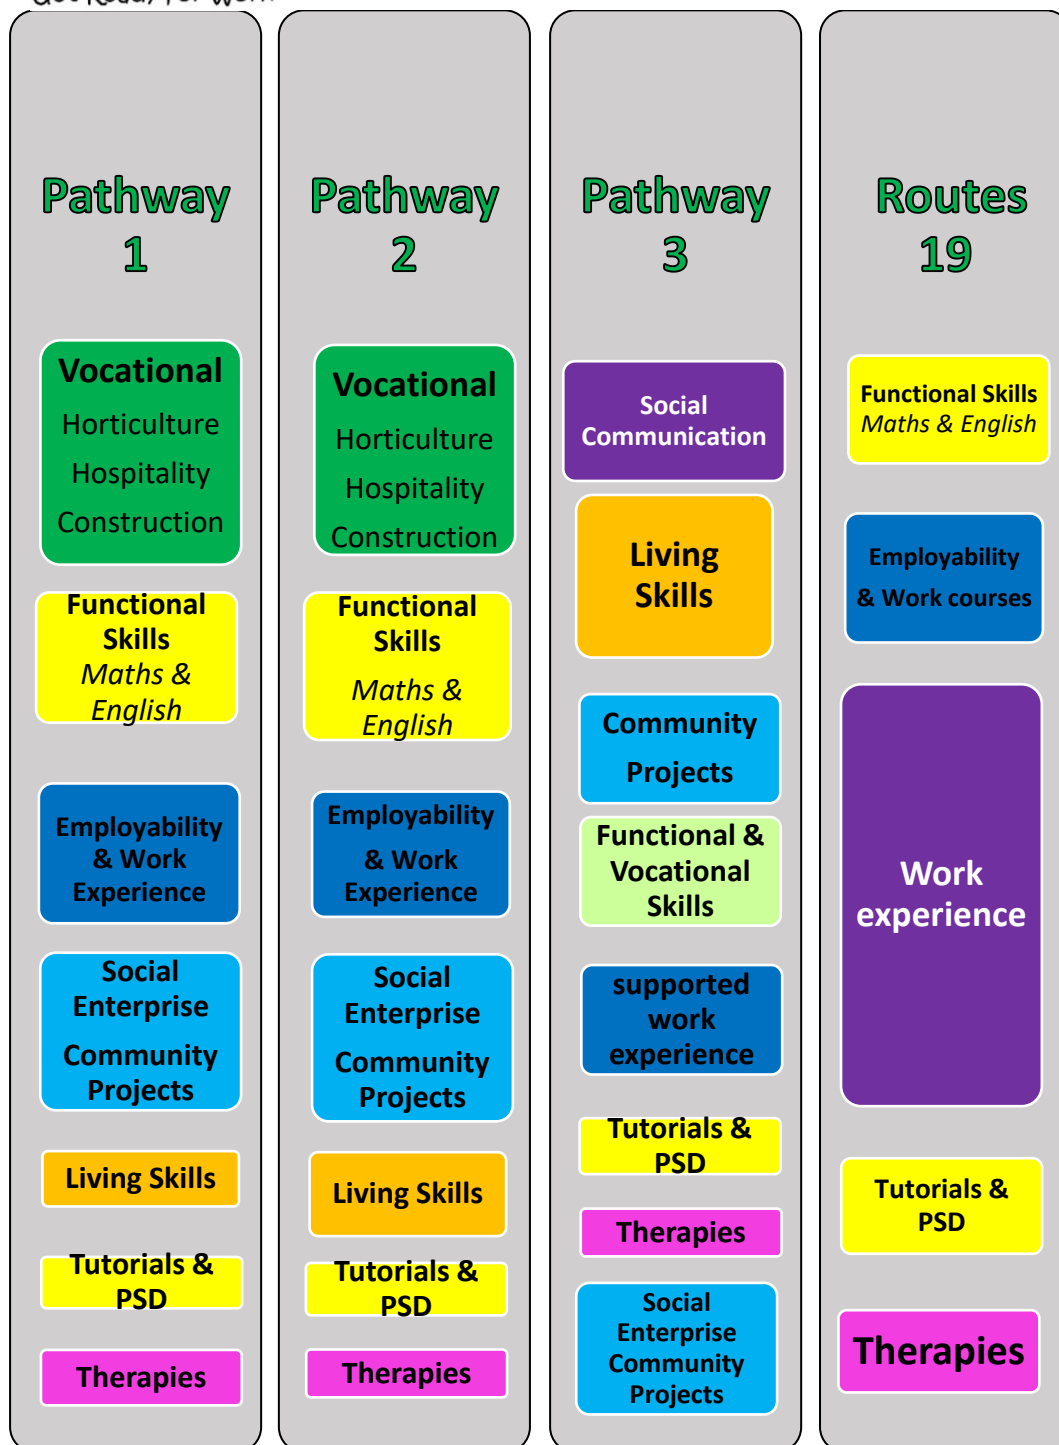 Pathway
1
Vocational
Horticulture
Hospitality
Construction
Functional
Skills
Maths &
English
Employability
& Work
Experience
Social
Enterprise
Community
Projects
Living Skills
Tutorials &
PSD
Therapies
Pathway
2
Vocational
Horticulture
Hospitality
Construction
Functional
Skills
Maths &
English
Employability
& Work
Experience
Social
Enterprise
Community
Projects
Living Skills
Tutorials &
PSD
Therapies
Pathway
3
Social
Communication
Living
Skills
Community
Projects
Functional &
Vocational
Skills
supported
work
experience
Tutorials &
PSD
Therapies
Social
Enterprise
Community
Projects
Routes
19
Functional Skills
Maths & English
Employability
& Work courses
Work
experience
Tutorials &
PSD
Therapies